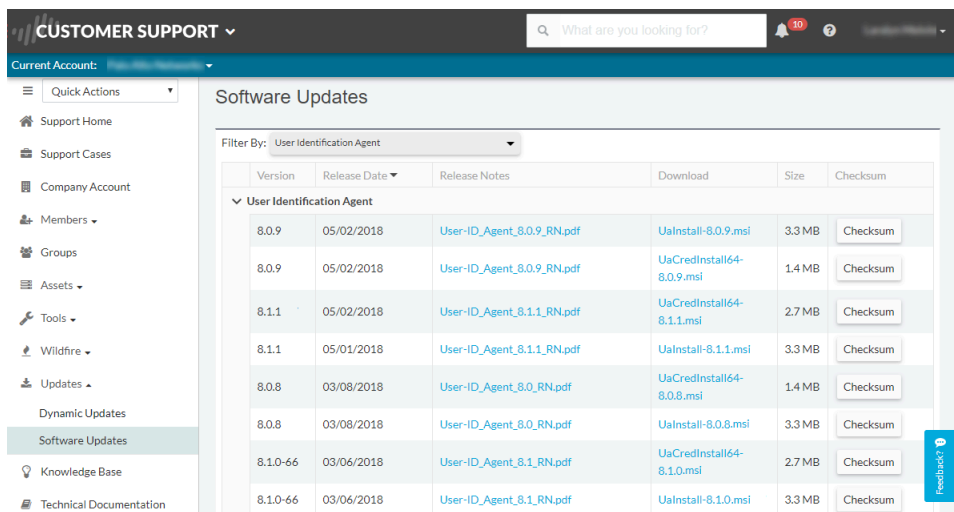 CUSTOMER SUPPORT
What are you looking for?
10
Current Account:
Quick Actions
Support Home
Support Cases
Company Account
Members
Groups
Assets
Tools
Wildfire
Updates
Dynamic Updates
Software Updates
Knowledge Base
Technical Documentation
Software Updates
Filter By: User Identification Agent
Version Release Date Release Notes Download Size Checksum
User Identification Agent
8.0.9 05/02/2018 User-ID_Agent_8.0.9_RN.pdf UaInstall-8.0.9.msi 3.3 MB Checksum
8.0.9 05/02/2018 User-ID_Agent_8.0.9_RN.pdf UaCredInstall64-
8.0.9.msi 1.4 MB Checksum
8.1.1 05/02/2018 User-ID_Agent_8.1.1_RN.pdf UaCredInstall64-
8.1.1.msi 2.7 MB Checksum
8.1.1 05/01/2018 User-ID_Agent_8.1.1_RN.pdf UaInstall-8.1.1.msi 3.3 MB Checksum
8.0.8 03/08/2018 User-ID_Agent_8.0_RN.pdf UaCredInstall64-
8.0.8.msi 1.4 MB Checksum
8.0.8 03/08/2018 User-ID_Agent_8.0_RN.pdf UaInstall-8.0.8.msi 3.3 MB Checksum
8.1.0-66 03/06/2018 User-ID_Agent_8.1_RN.pdf UaCredInstall64-
8.1.0.msi 2.7 MB Checksum
8.1.0-66 03/06/2018 User-ID_Agent_8.1_RN.pdf UaInstall-8.1.0.msi 3.3 MB Checksum
Feedback?